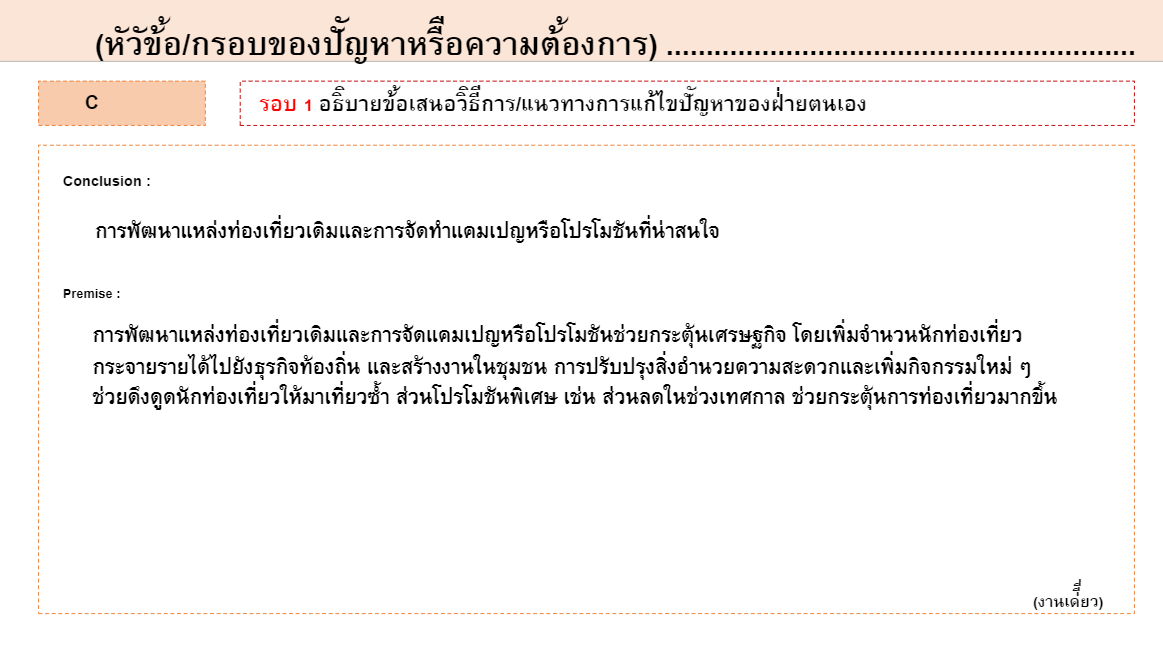 (หัวข้อ/กรอบของปัญหาหรือความต้องการ) ..........................................................
C
รอบ 1 อธิบายข้อเสนอวิธีการ/แนวทางการแก้ไขปัญหาของฝ่ายตนเอง
Conclusion :
การพัฒนาแหล่งท่องเที่ยวเดิมและการจัดทำแคมเปญหรือโปรโมชันที่น่าสนใจ
Premise :
การพัฒนาแหล่งท่องเที่ยวเดิมและการจัดแคมเปญหรือโปรโมชันช่วยกระตุ้นเศรษฐกิจ โดยเพิ่มจำนวนนักท่องเที่ยว
กระจายรายได้ไปยังธุรกิจท้องถิ่น และสร้างงานในชุมชน การปรับปรุงสิ่งอำนวยความสะดวกและเพิ่มกิจกรรมใหม่ ๆ
ช่วยดึงดูดนักท่องเที่ยวให้มาเที่ยวซ้ำ ส่วนโปรโมชันพิเศษ เช่น ส่วนลดในช่วงเทศกาล ช่วยกระตุ้นการท่องเที่ยวมากขึ้น
(งานเดี่ยว)